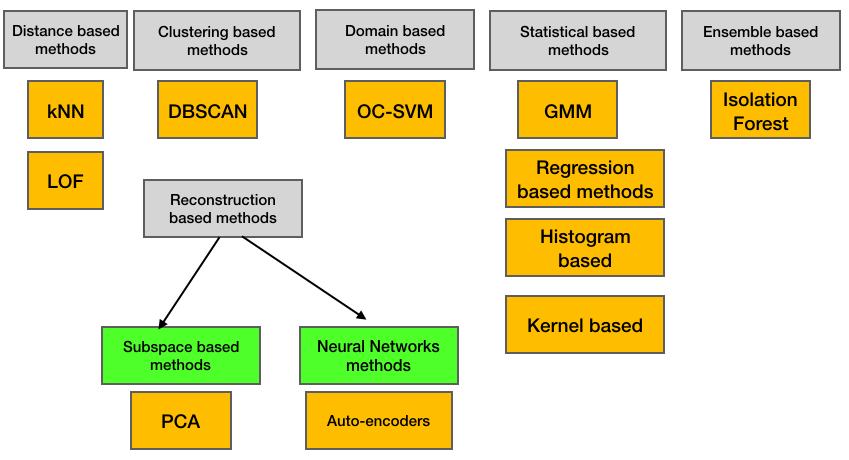 Distance based
methods
Clustering based
methods
Domain based
methods
Statistical based
methods
Ensemble based
methods
kNN
DBSCAN
OC-SVM
GMM
Isolation
Forest
LOF
Regression
based methods
Reconstruction
based methods
Histogram
based
Kernel based
Subspace based
methods
Neural Networks
methods
PCA
Auto-encoders